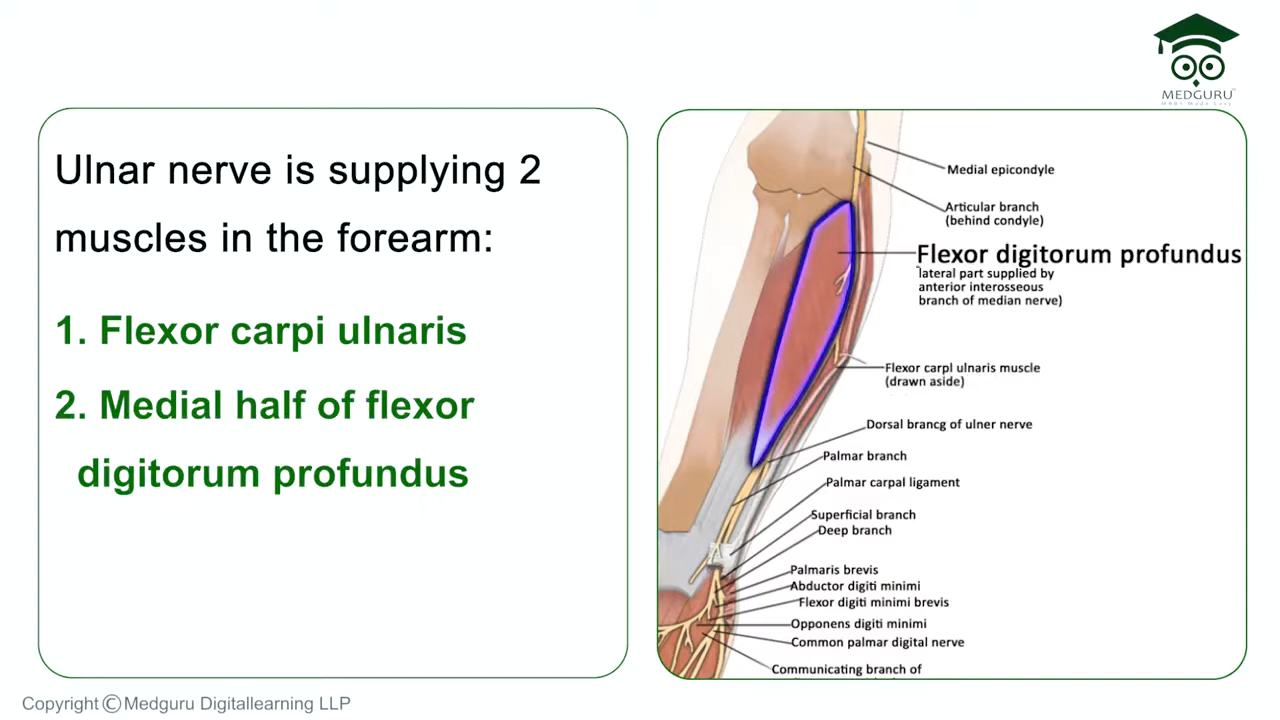 MEDGURU
Ulnar nerve is supplying 2
muscles in the forearm:
1. Flexor carpi ulnaris
2. Medial half of flexor
digitorum profundus
Medial epicondyle
Articular branch
(behind condyle)
Flexor digitorum profundus
lateral part supplied by
anterior interosseous
branch of median nerve)
Flexor carpl ulnaris muscle
(drawn aside)
Dorsal brancg of ulner nerve
Palmar branch
Palmar carpal ligament
Superficial branch
Deep branch
Palmaris brevis
Abductor digiti minimi
Flexor digiti minimi brevis
Opponens digiti minimi
Common palmar digital nerve
Communicating branch of
Copyright © Medguru Digitallearning LLP